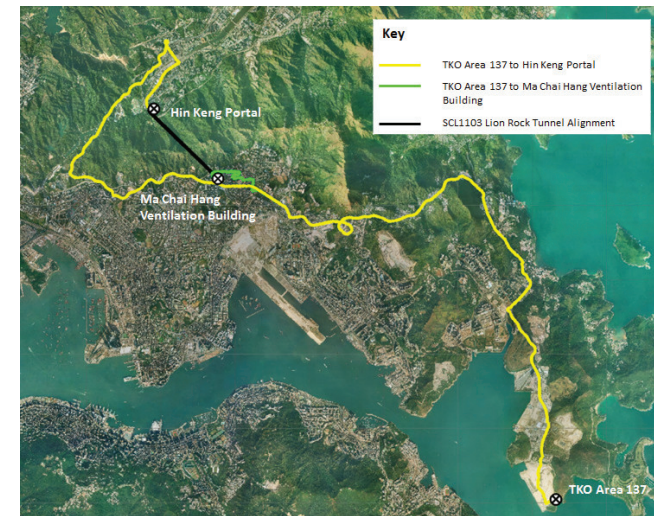 Key
TKO Area 137 to Hin Keng Portal
TKO Area 137 to Ma Chai Hang Ventilation
Building
SCL1103 Lion Rock Tunnel Alignment
Hin Keng Portal
Ma Chai Hang
Ventilation Building
TKO Area 137